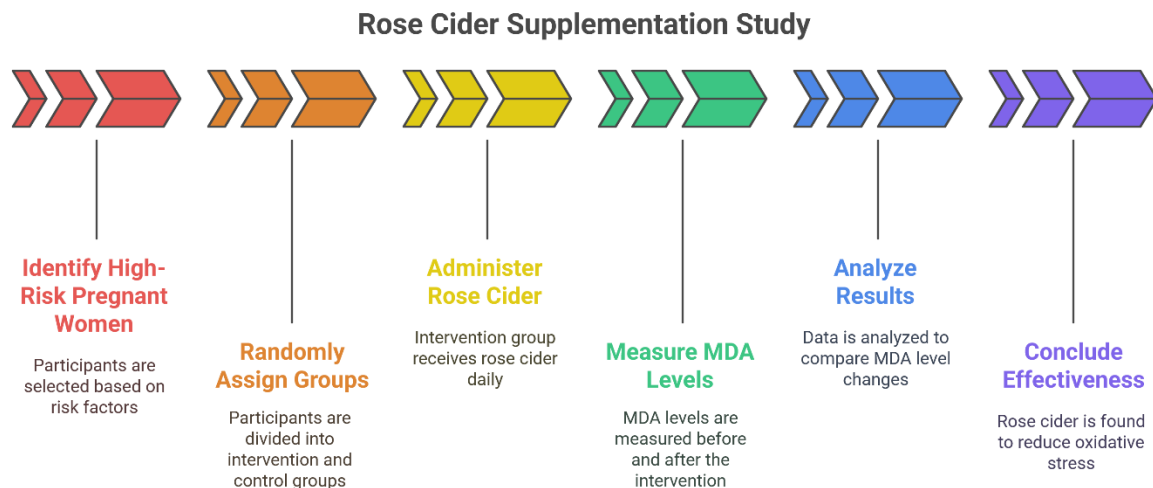 Rose Cider Supplementation Study
Identify High-
Risk Pregnant
Women
Participants are
selected based on
risk factors
Randomly
Assign Groups
Participants are
divided into
intervention and
control groups
Administer
Rose Cider
Intervention group
receives rose cider
daily
Measure MDA
Levels
MDA levels are
measured before
and after the
intervention
Analyze
Results
Data is analyzed to
compare MDA level
changes
Conclude
Effectiveness
Rose cider is found
to reduce oxidative
stress